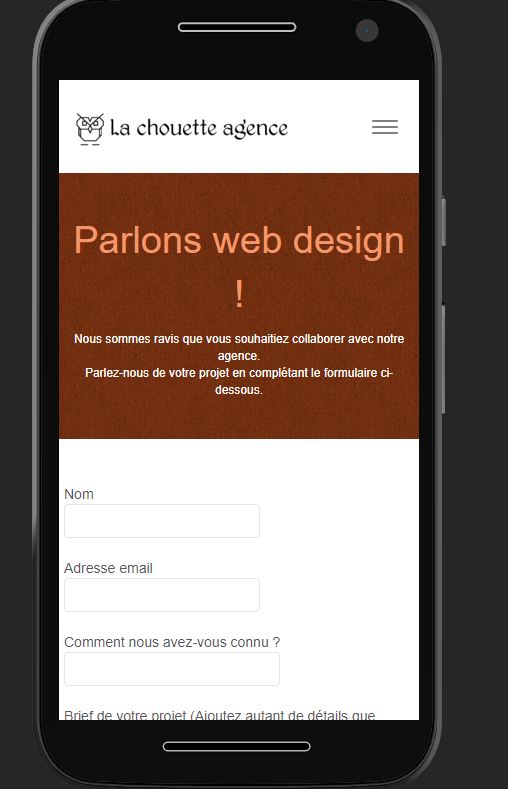 La chouette agence
Parlons web design
!
Nous sommes ravis que vous souhaitiez collaborer avec notre
agence.
Parlez-nous de votre projet en complétant le formulaire ci-
dessous.
Nom
Adresse email
Comment nous avez-vous connu ?
Brief de votre projet (Ajoutez autant de détails que